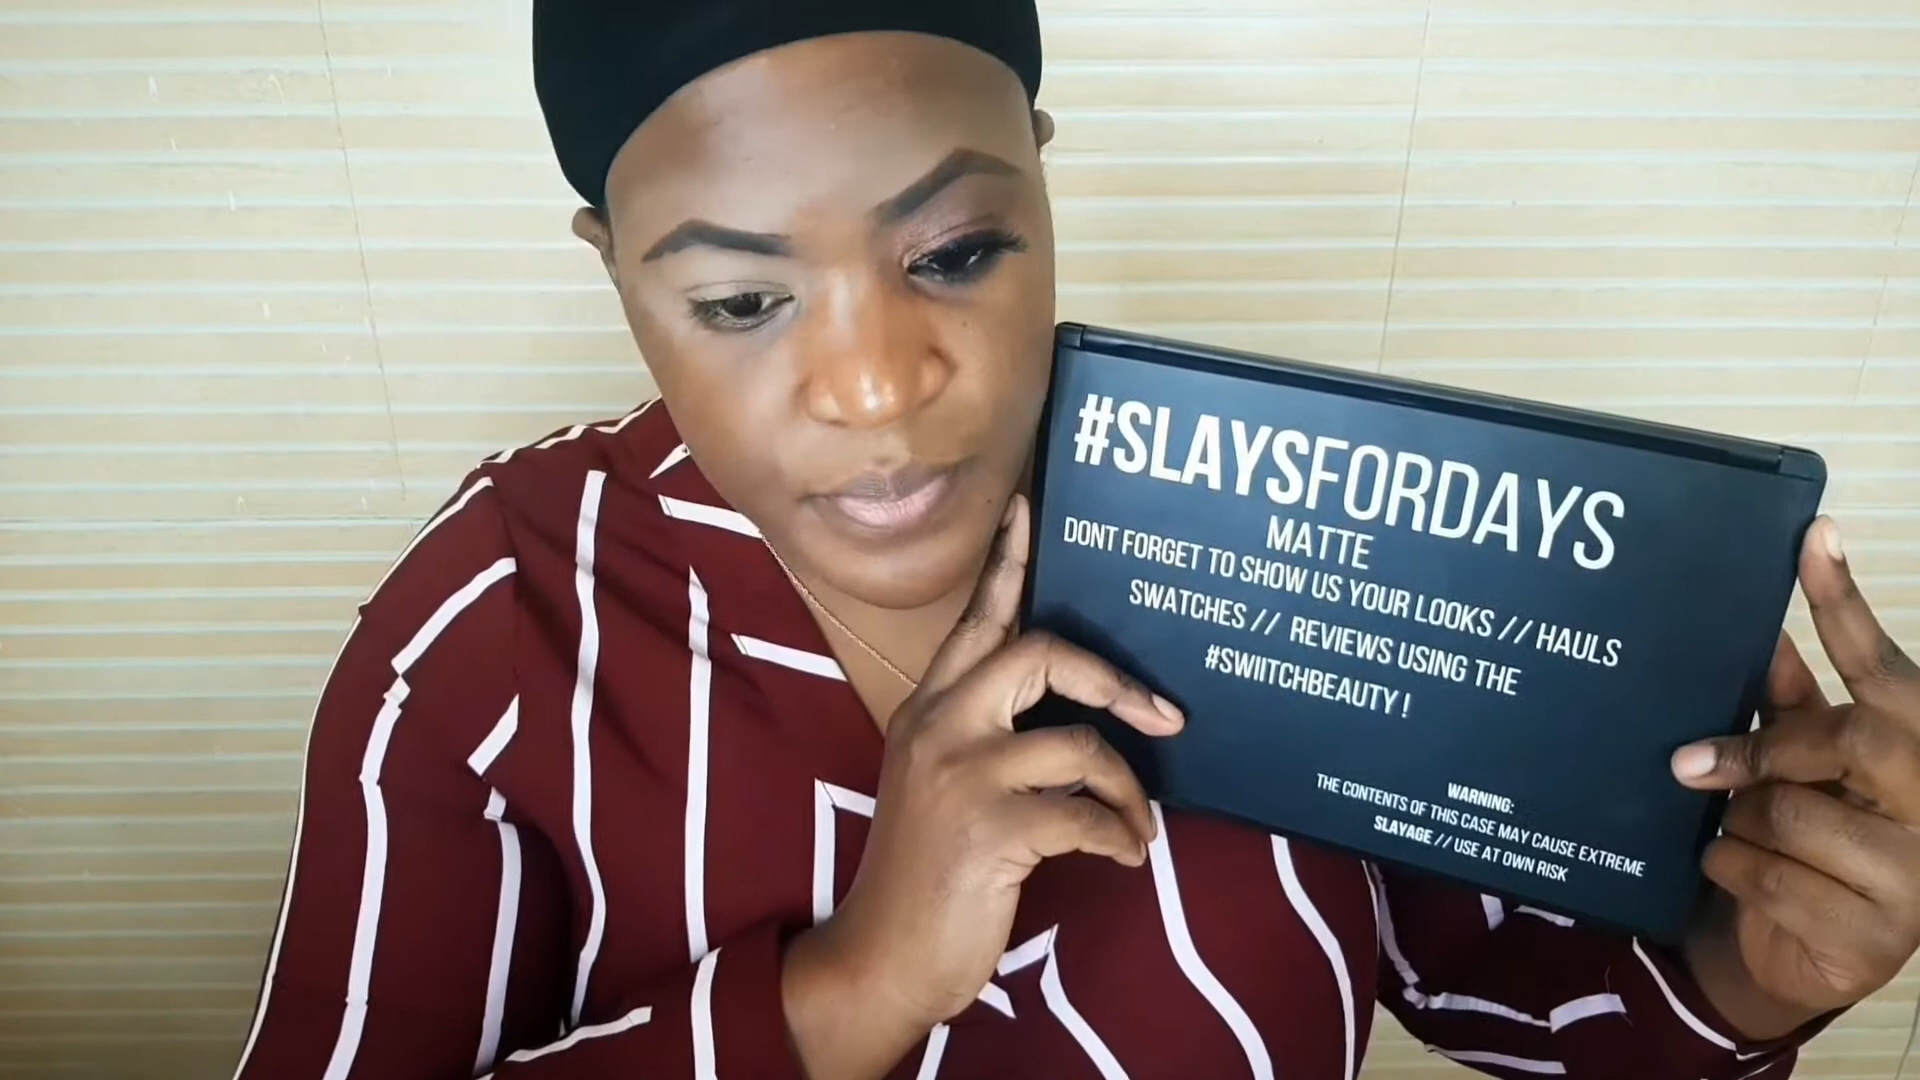 #SLAYSFORDAYS
MATTE
DONT FORGET TO SHOW US YOUR LOOKS // HAULS
SWATCHES // REVIEWS USING THE
#SWIITCHBEAUTY!
WARNING:
THE CONTENTS OF THIS CASE MAY CAUSE EXTREME
SLAYAGE // USE AT OWN RISK